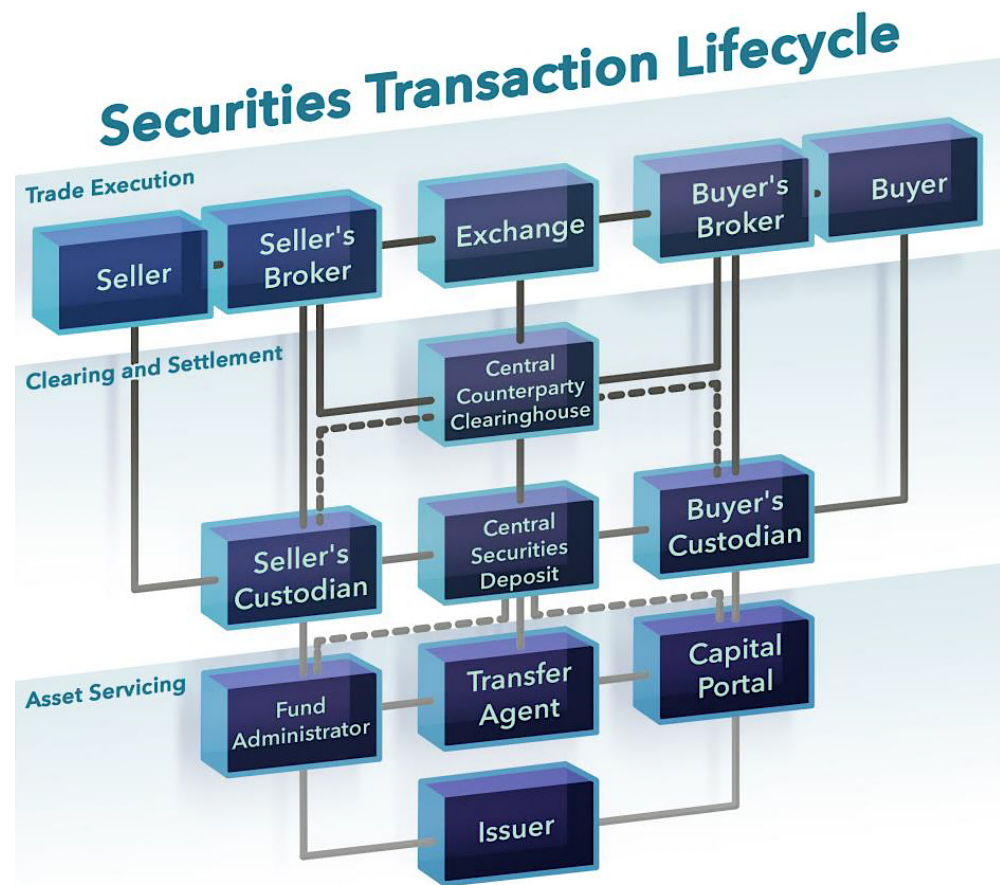 Securities Transaction Lifecycle
Trade Execution
Seller
Seller's
Broker
Exchange
Buyer's
Broker
Buyer
Clearing and Settlement
Central
Counterparty
Clearinghouse
Seller's
Custodian
Central
Securities
Deposit
Buyer's
Custodian
Asset Servicing
Fund
Administrator
Transfer
Agent
Capital
Portal
Issuer